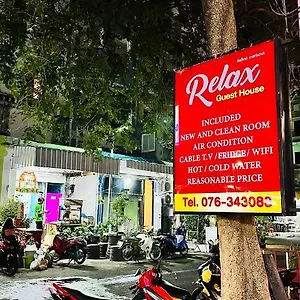 Relax
Guest House
INCLUDED
NEW AND CLEAN ROOM
AIR CONDITION
CABLE T.V / FRIDGE/ WIFI
HOT / COLD WATER
REASONABLE PRICE
Tel. 076-343083